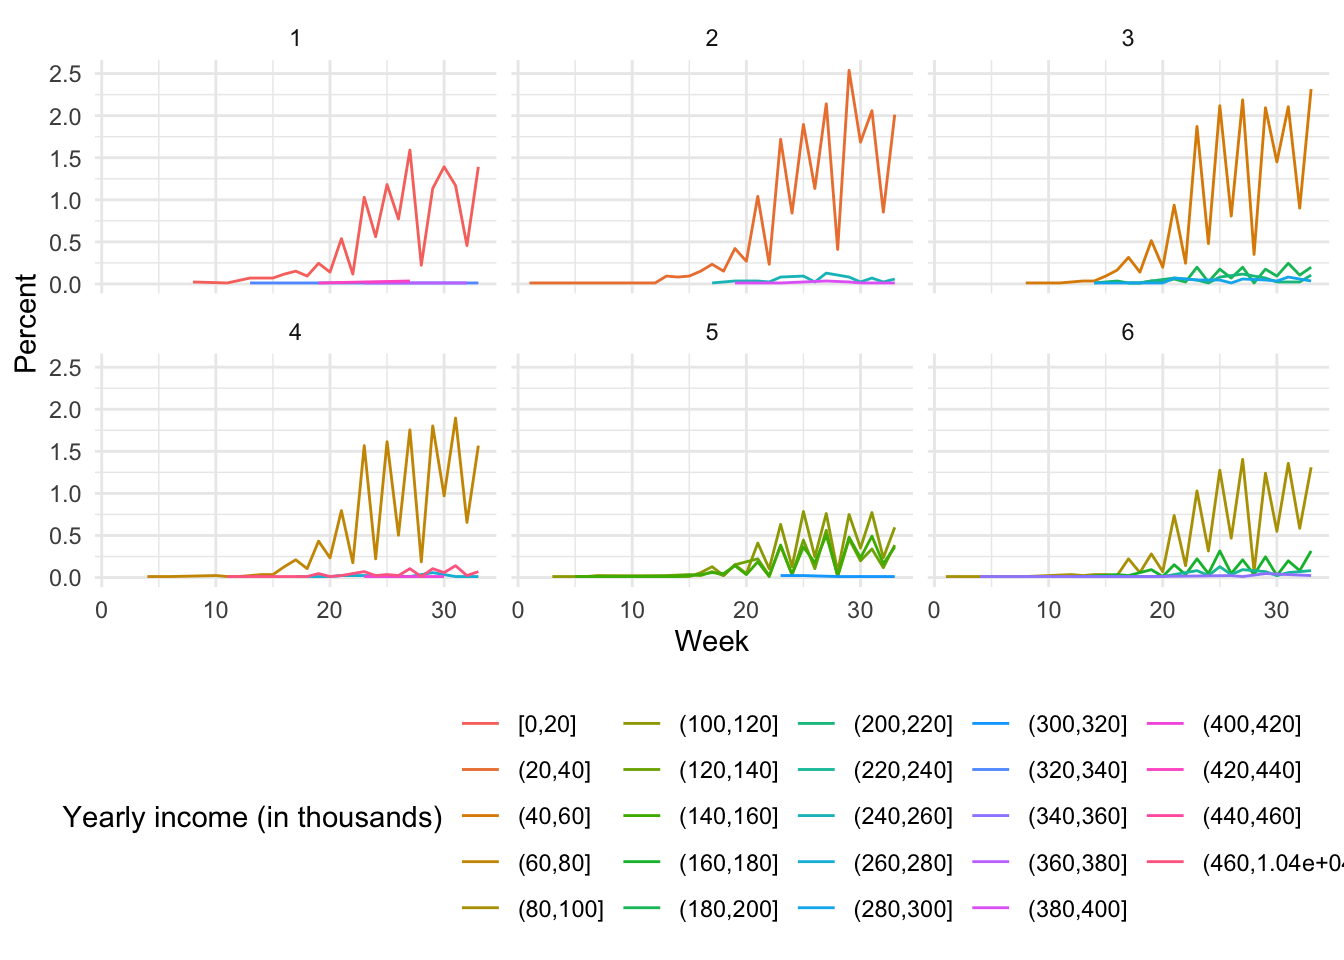 1 2 3
2.5
2.0
1.5
1.0
0.5
0.0
Percent
4 5 6
2.5
2.0
1.5
1.0
0.5
0.0
0 10 20 30 0 10 20 30 0 10 20 30
Week
Yearly income (in thousands)
[0,20] (100,120] (200,220] (300,320] (400,420]
(20,40] (120,140] (220,240] (320,340] (420,440]
(40,60] (140,160] (240,260] (340,360] (440,460]
(60,80] (160,180] (260,280] (360,380] (460,1.04e+04
(80,100] (180,200] (280,300] (380,400]